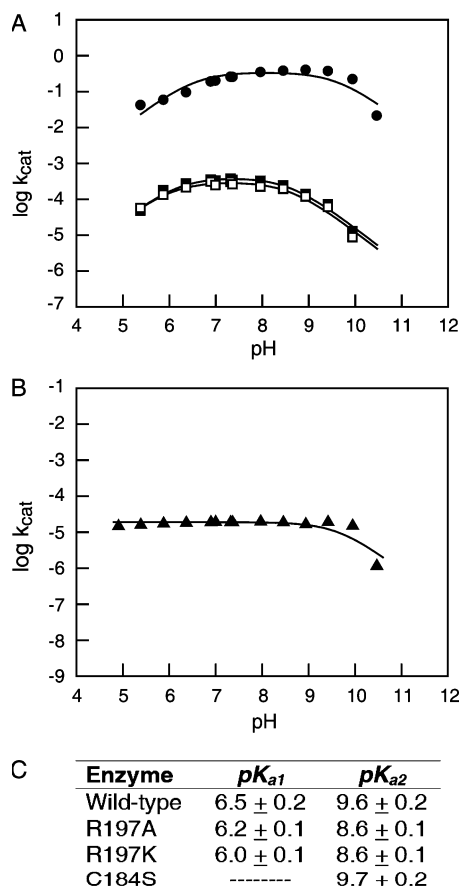 A
1
0
-1
-2
-3
-4
-5
-6
-7
log kcat
4 5 6 7 8 9 10 11 12
pH
B
-1
-2
-3
-4
-5
-6
-7
-8
-9
log kcat
4 5 6 7 8 9 10 11 12
pH
C
Enzyme pKa1 pKa2
Wild-type 6.5 ± 0.2 9.6 ± 0.2
R197A 6.2 ± 0.1 8.6 ± 0.1
R197K 6.0 ± 0.1 8.6 ± 0.1
C184S -------- 9.7 ± 0.2